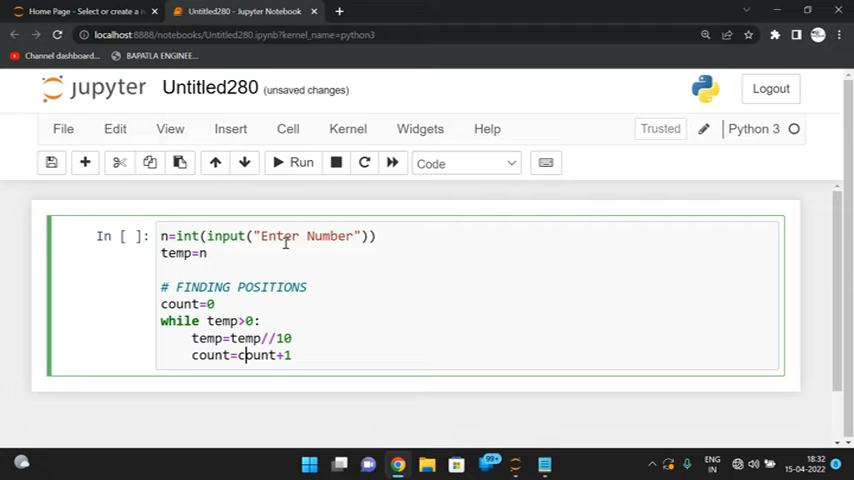 Home Page - Select or create a n
Untitled280 - Jupyter Notebook
localhost:8888/notebooks/Untitled280.ipynb?kernel_name=python3
Channel dashboard...
BAPATLA ENGINEE...
jupyter
Untitled280 (unsaved changes)
Logout
File
Edit
View
Insert
Cell
Kernel
Widgets
Help
Trusted
Python 3
Run
Code
In [ ]:
n=int(input("Enter Number"))
temp=n
# FINDING POSITIONS
count=0
while temp>0:
    temp=temp//10
    count=count+1
99+
ENG
IN
18:32
15-04-2022